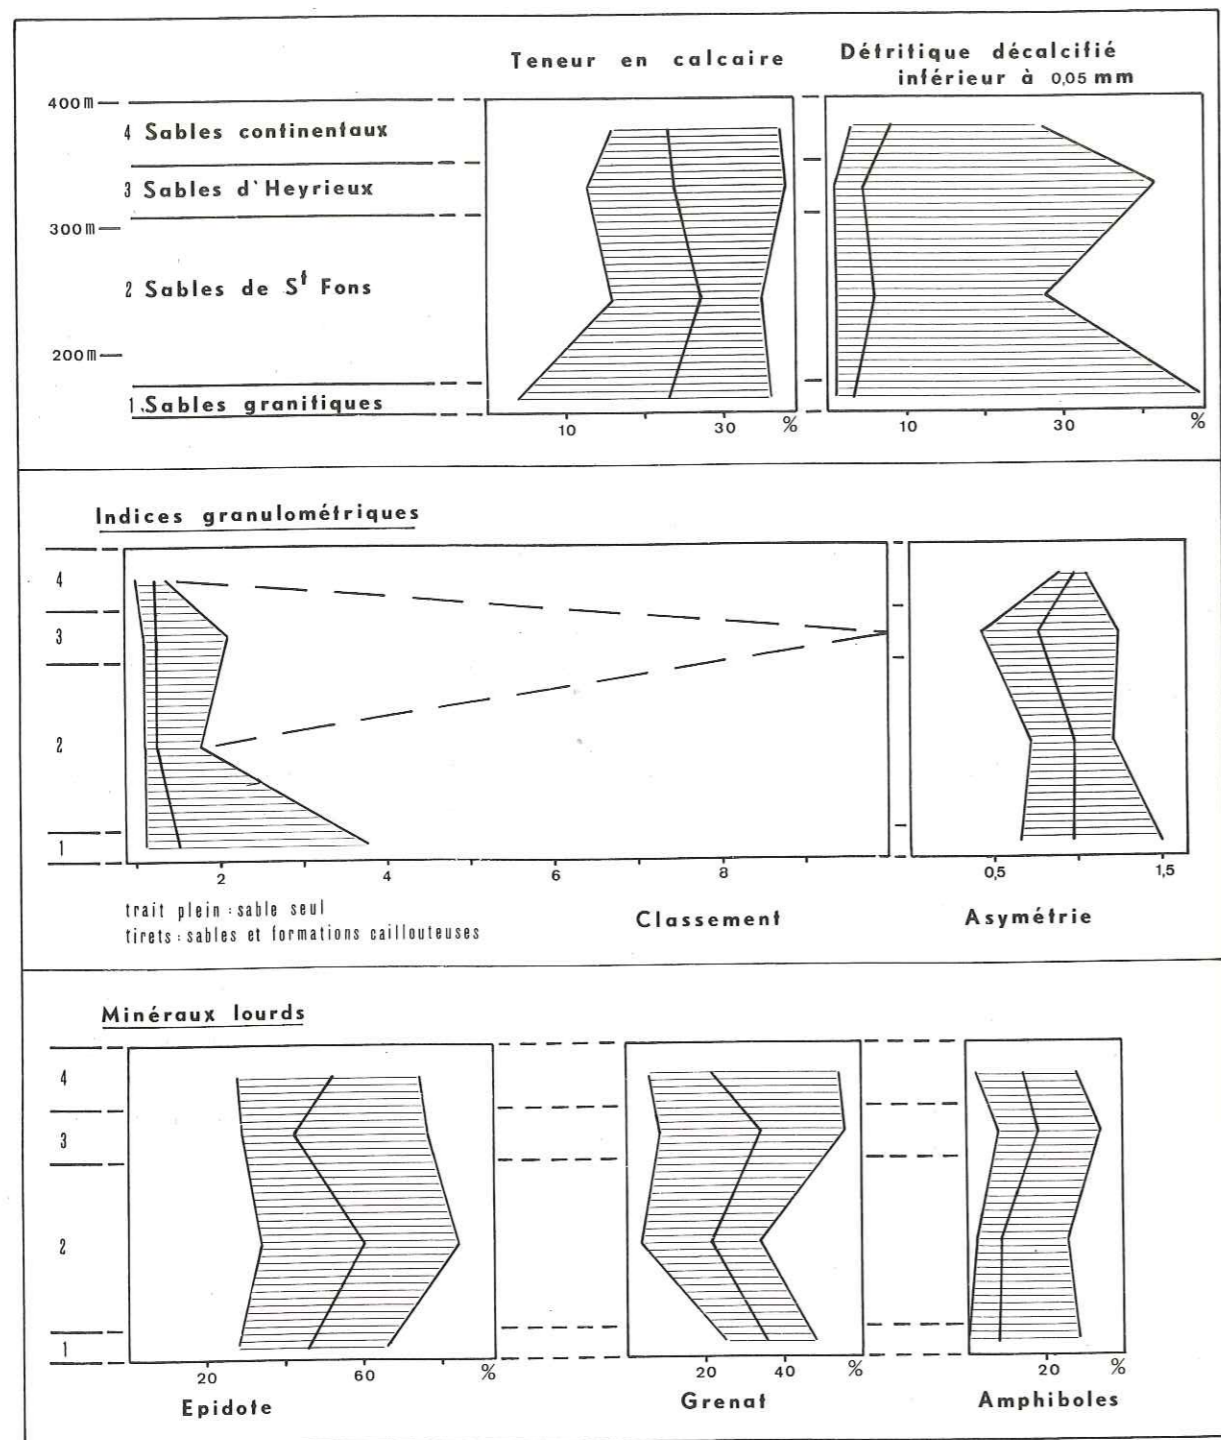 Teneur en calcaire
Détritique décalcifié
inférieur à 0,05 mm
400m
4 Sables continentaux
3 Sables d'Heyrieux
300m
2 Sables de St Fons
200m
1 Sables granitiques
10 30 %
10 30 %
Indices granulométriques
4
3
2
1
2 4 6 8
0,5 1,5
trait plein : sable seul
tirets : sables et formations caillouteuses
Classement
Asymétrie
Minéraux lourds
4
3
2
1
20 60 %
20 40 %
20 %
Epidote
Grenat
Amphiboles